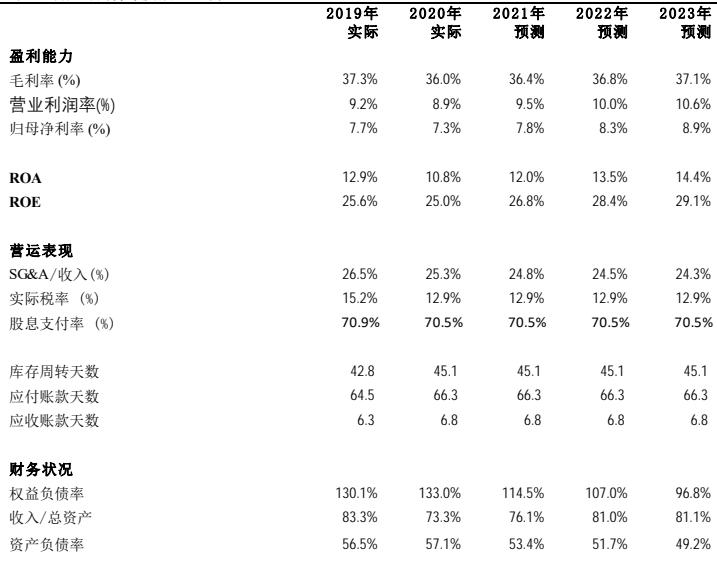 2019年 2020年 2021年 2022年 2023年
实际 实际 预测 预测 预测
盈利能力
毛利率 (%) 37.3% 36.0% 36.4% 36.8% 37.1%
营业利润率(%) 9.2% 8.9% 9.5% 10.0% 10.6%
归母净利率 (%) 7.7% 7.3% 7.8% 8.3% 8.9%
ROA 12.9% 10.8% 12.0% 13.5% 14.4%
ROE 25.6% 25.0% 26.8% 28.4% 29.1%
营运表现
SG&A/收入(%) 26.5% 25.3% 24.8% 24.5% 24.3%
实际税率 (%) 15.2% 12.9% 12.9% 12.9% 12.9%
股息支付率 (%) 70.9% 70.5% 70.5% 70.5% 70.5%
库存周转天数 42.8 45.1 45.1 45.1 45.1
应付账款天数 64.5 66.3 66.3 66.3 66.3
应收账款天数 6.3 6.8 6.8 6.8 6.8
财务状况
权益负债率 130.1% 133.0% 114.5% 107.0% 96.8%
收入/总资产 83.3% 73.3% 76.1% 81.0% 81.1%
资产负债率 56.5% 57.1% 53.4% 51.7% 49.2%